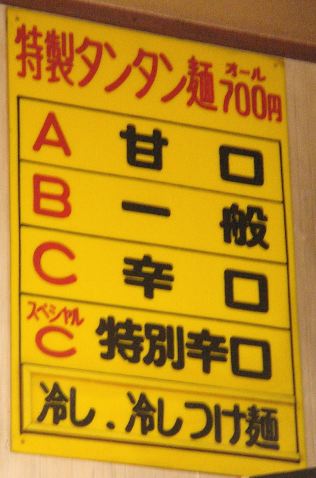 特製タンタン麺 オール700円
A 甘口
B 一般
C 辛口
スペシャルC 特別辛口
冷し.冷しつけ麺